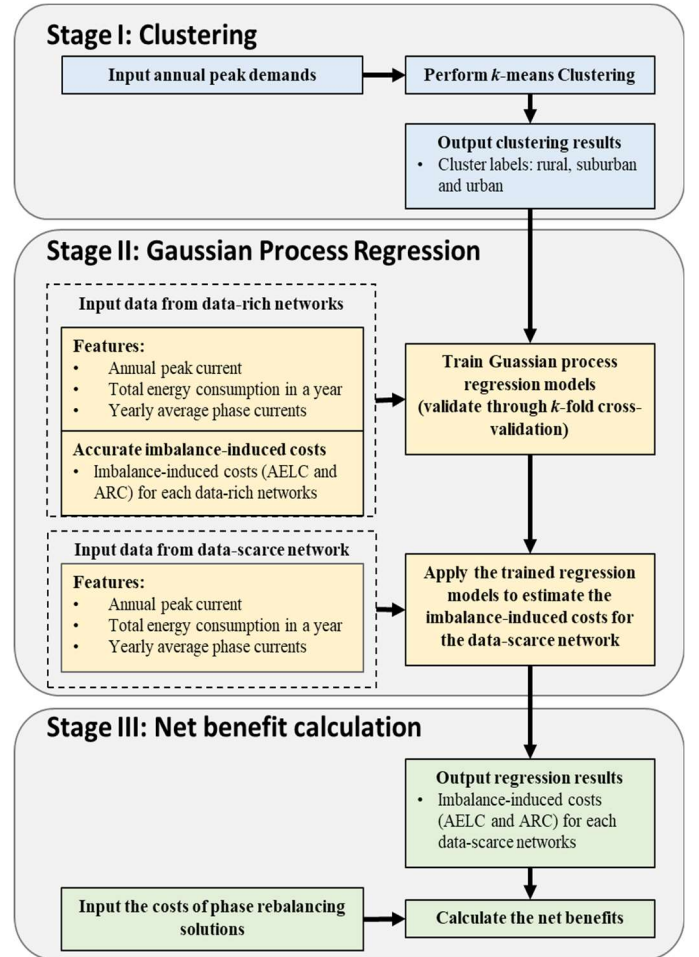 Stage I: Clustering
Input annual peak demands
Perform k-means Clustering
Output clustering results
• Cluster labels: rural, suburban
and urban
Stage II: Gaussian Process Regression
Input data from data-rich networks
Features:
• Annual peak current
• Total energy consumption in a year
• Yearly average phase currents
Accurate imbalance-induced costs
• Imbalance-induced costs (AELC and
ARC) for each data-rich networks
Train Guassian process
regression models
(validate through k-fold cross-
validation)
Input data from data-scarce network
Features:
• Annual peak current
• Total energy consumption in a year
• Yearly average phase currents
Apply the trained regression
models to estimate the
imbalance-induced costs for
the data-scarce network
Stage III: Net benefit calculation
Output regression results
• Imbalance-induced costs
(AELC and ARC) for each
data-scarce networks
Input the costs of phase rebalancing
solutions
Calculate the net benefits